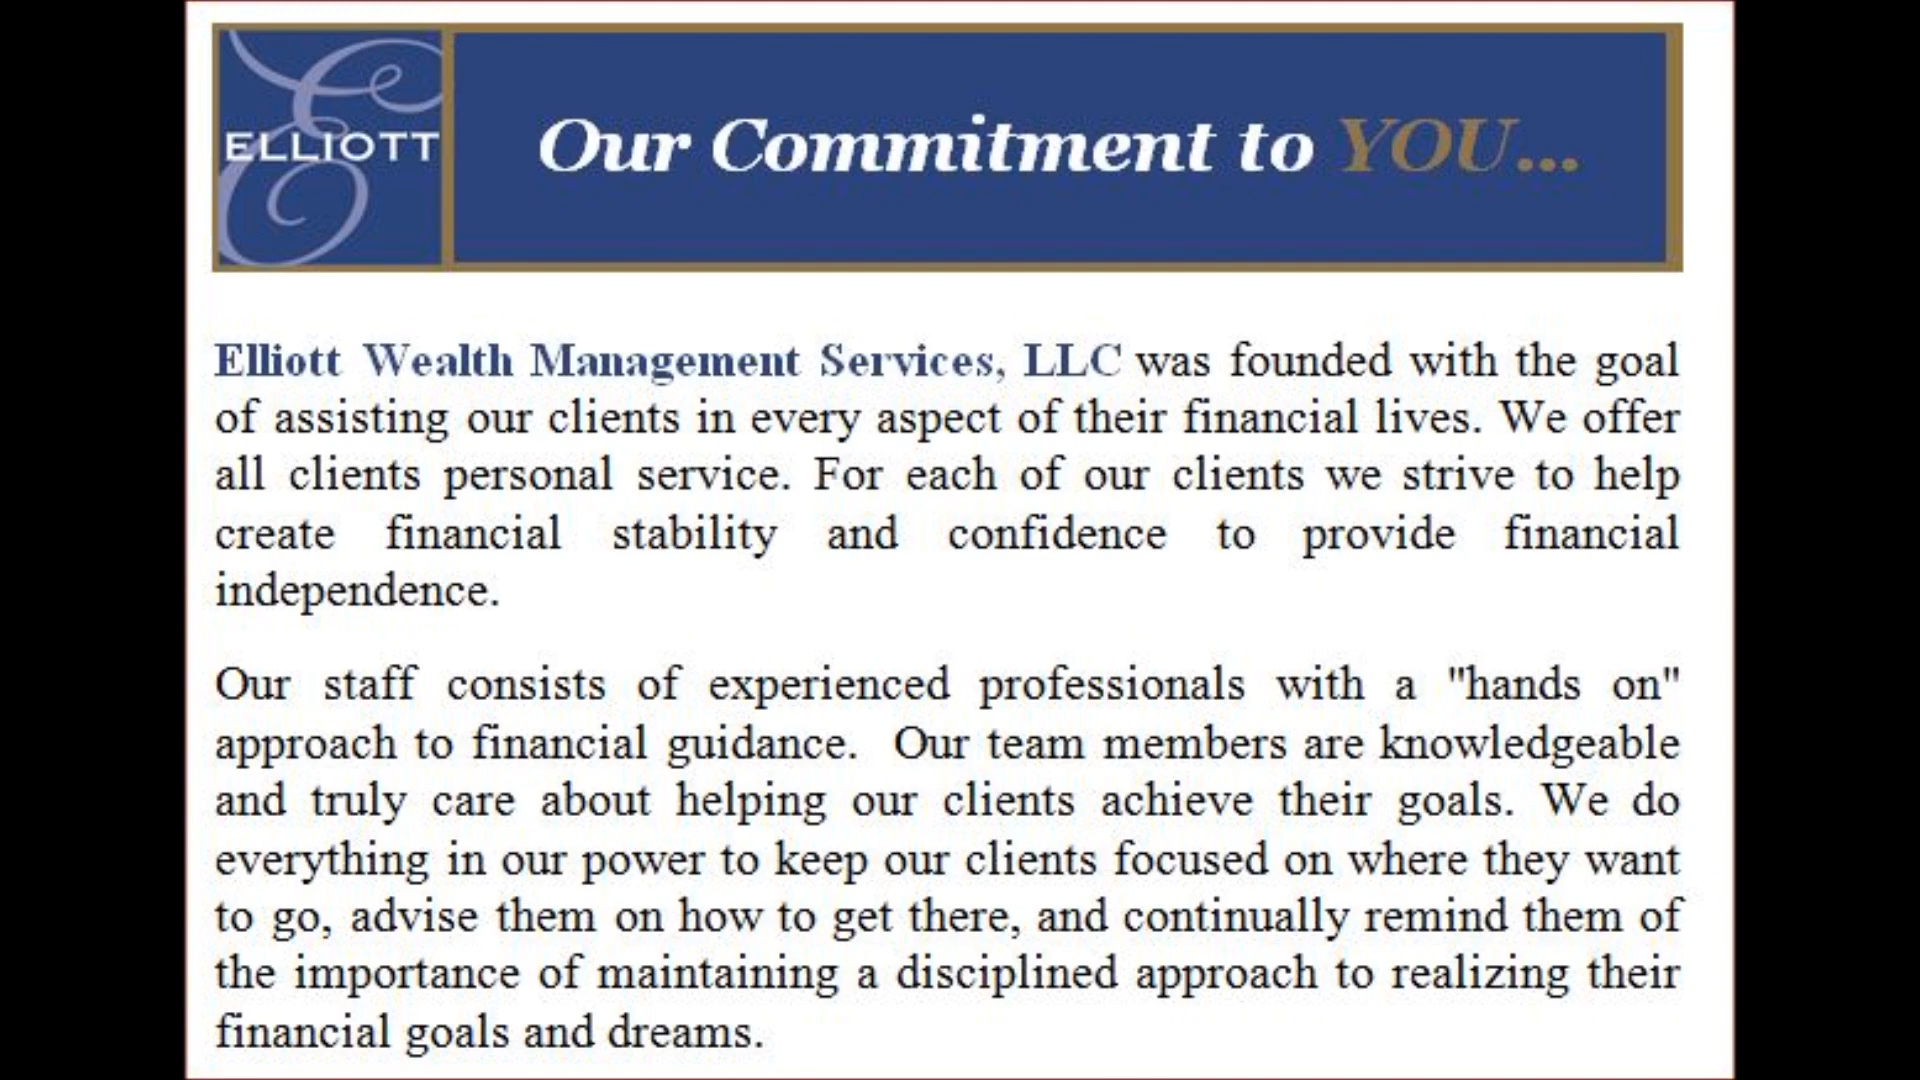 ELLIOTT
Our Commitment to YOU...
Elliott Wealth Management Services, LLC was founded with the goal
of assisting our clients in every aspect of their financial lives. We offer
all clients personal service. For each of our clients we strive to help
create financial stability and confidence to provide financial
independence.
Our staff consists of experienced professionals with a "hands on"
approach to financial guidance.  Our team members are knowledgeable
and truly care about helping our clients achieve their goals. We do
everything in our power to keep our clients focused on where they want
to go, advise them on how to get there, and continually remind them of
the importance of maintaining a disciplined approach to realizing their
financial goals and dreams.